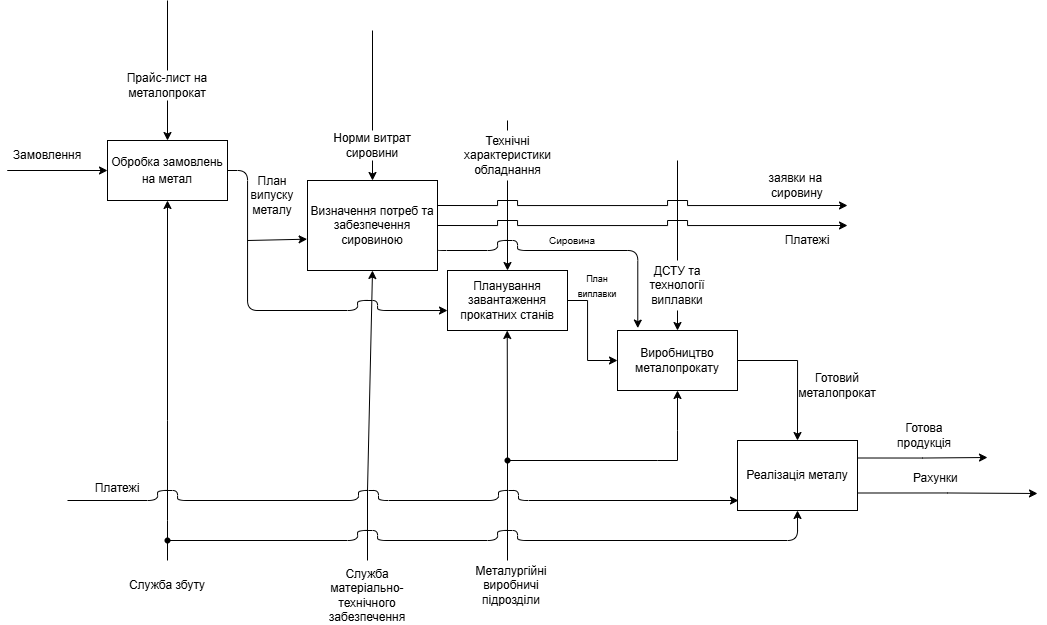 Прайс-лист на
металопрокат
Замовлення
Обробка замовлень
на метал
Норми витрат
сировини
Технічні
характеристики
обладнання
План
випуску
металу
заявки на
сировину
Визначення потреб та
забезпечення
сировиною
Сировина
Платежі
ДСТУ та
технології
виплавки
Планування
завантаження
прокатних станів
План
виплавки
Виробництво
металопрокату
Готовий
металопрокат
Готова
продукція
Реалізація металу
Рахунки
Платежі
Служба збуту
Служба
матеріально-
технічного
забезпечення
Металургійні
виробничі
підрозділи